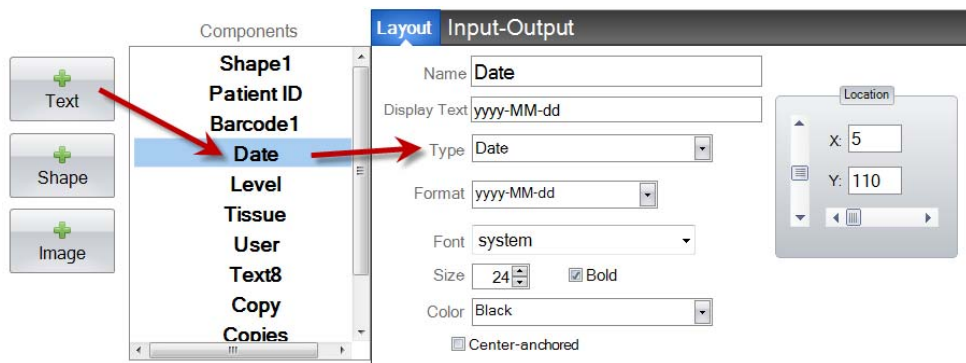 Components
Text
Shape
Image
Shape1
Patient ID
Barcode1
Date
Level
Tissue
User
Text8
Copy
Copies
Layout Input-Output
Name Date
Display Text yyyy-MM-dd
Type Date
Format yyyy-MM-dd
Font system
Size 24 Bold
Color Black
Center-anchored
Location
X: 5
Y: 110